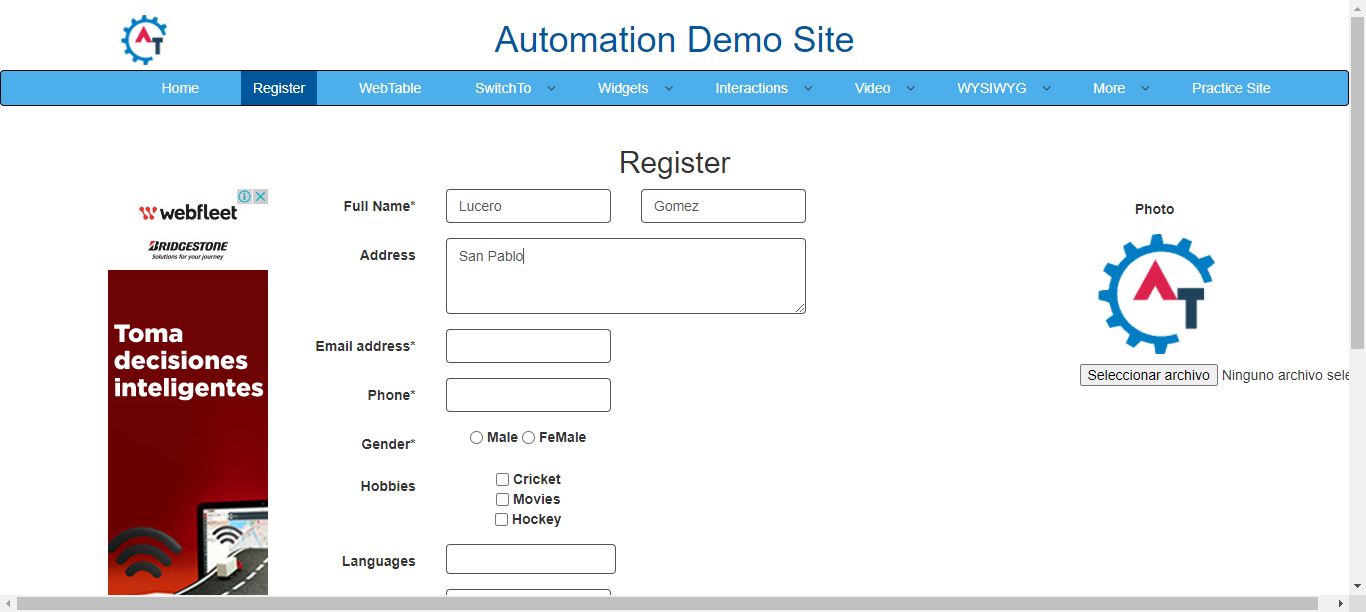 AT
Automation Demo Site
Home Register WebTable SwitchTo Widgets Interactions Video WYSIWYG More Practice Site
Register
webfleet
BRIDGESTONE
Solutions for your journey
Toma
decisiones
inteligentes
Full Name* Lucero Gomez
Address San Pablo
Email address*
Phone*
Gender* Male FeMale
Hobbies Cricket
Movies
Hockey
Languages
Photo
AT
Seleccionar archivo Ninguno archivo sele